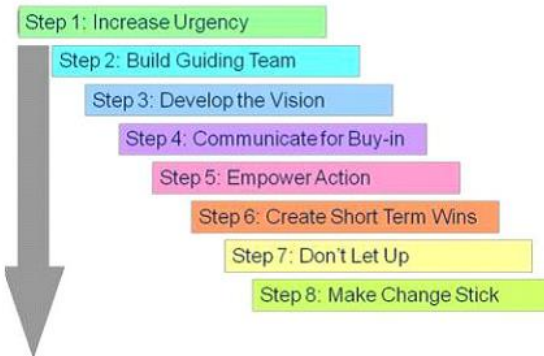 Step 1: Increase Urgency
Step 2: Build Guiding Team
Step 3: Develop the Vision
Step 4: Communicate for Buy-in
Step 5: Empower Action
Step 6: Create Short Term Wins
Step 7: Don't Let Up
Step 8: Make Change Stick